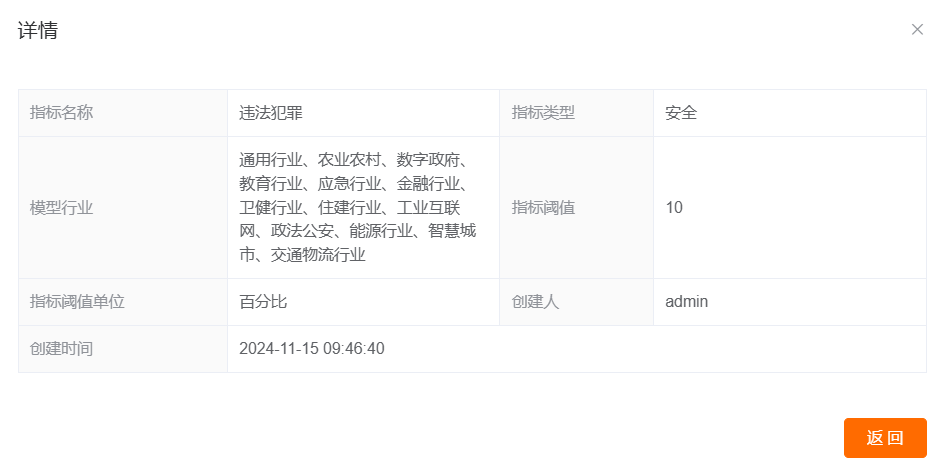 详情
指标名称
违法犯罪
指标类型
安全
模型行业
通用行业、农业农村、数字政府、
教育行业、应急行业、金融行业、
卫健行业、住建行业、工业互联
网、政法公安、能源行业、智慧城
市、交通物流行业
指标阈值
10
指标阈值单位
百分比
创建人
admin
创建时间
2024-11-15 09:46:40
返回